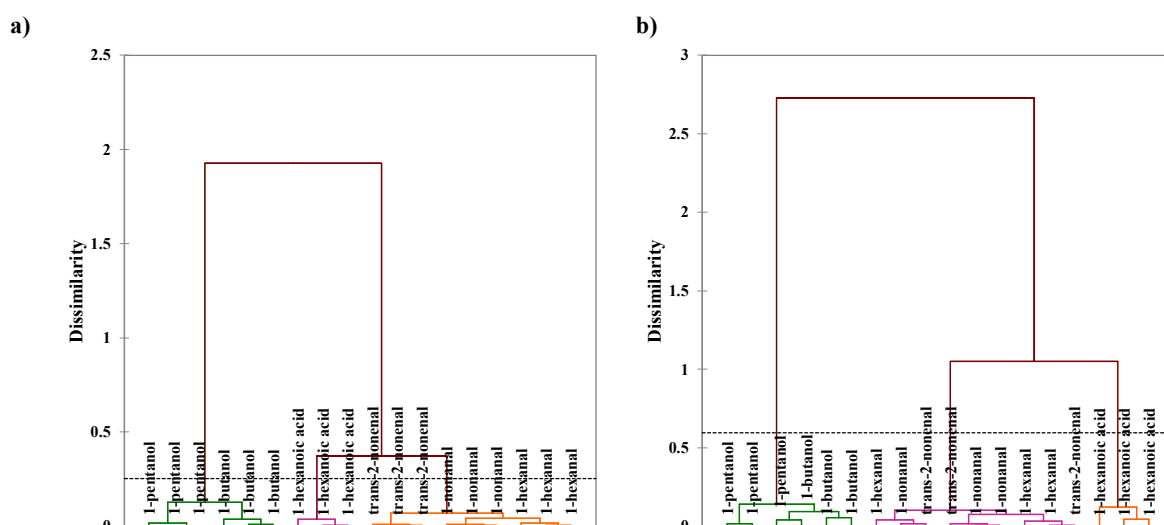 a)
2.5
2
1.5
1
0.5
0
Dissimilarity
1-pentanol
1-pentanol
1-pentanol
1-butanol
1-butanol
1-butanol
1-hexanoic acid
1-hexanoic acid
1-hexanoic acid
trans-2-nonenal
trans-2-nonenal
trans-2-nonenal
1-nonanal
1-nonanal
1-nonanal
1-hexanal
1-hexanal
1-hexanal
b)
3
2.5
2
1.5
1
0.5
0
Dissimilarity
1-pentanol
1-pentanol
1-pentanol
1-butanol
1-butanol
1-butanol
1-hexanal
1-nonanal
trans-2-nonenal
trans-2-nonenal
1-nonanal
1-nonanal
1-hexanal
1-hexanal
trans-2-nonenal
1-hexanoic acid
1-hexanoic acid
1-hexanoic acid